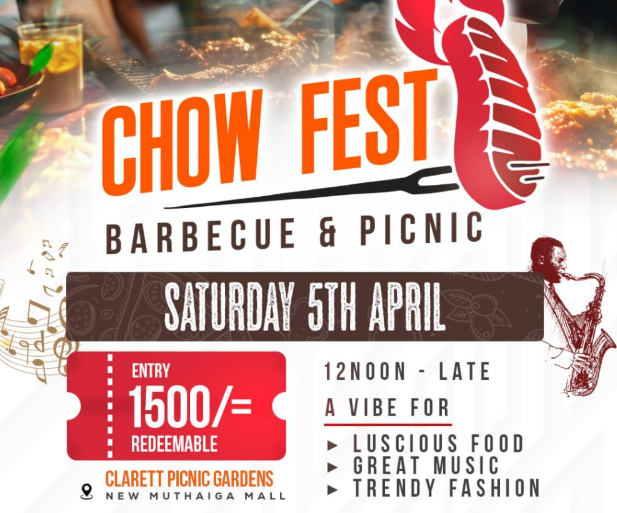 CHOW FEST
BARBECUE & PICNIC
SATURDAY 5TH APRIL
ENTRY
1500/=
REDEEMABLE
CLARETT PICNIC GARDENS
NEW MUTHAIGA MALL
12NOON - LATE
A VIBE FOR
► LUSCIOUS FOOD
► GREAT MUSIC
► TRENDY FASHION